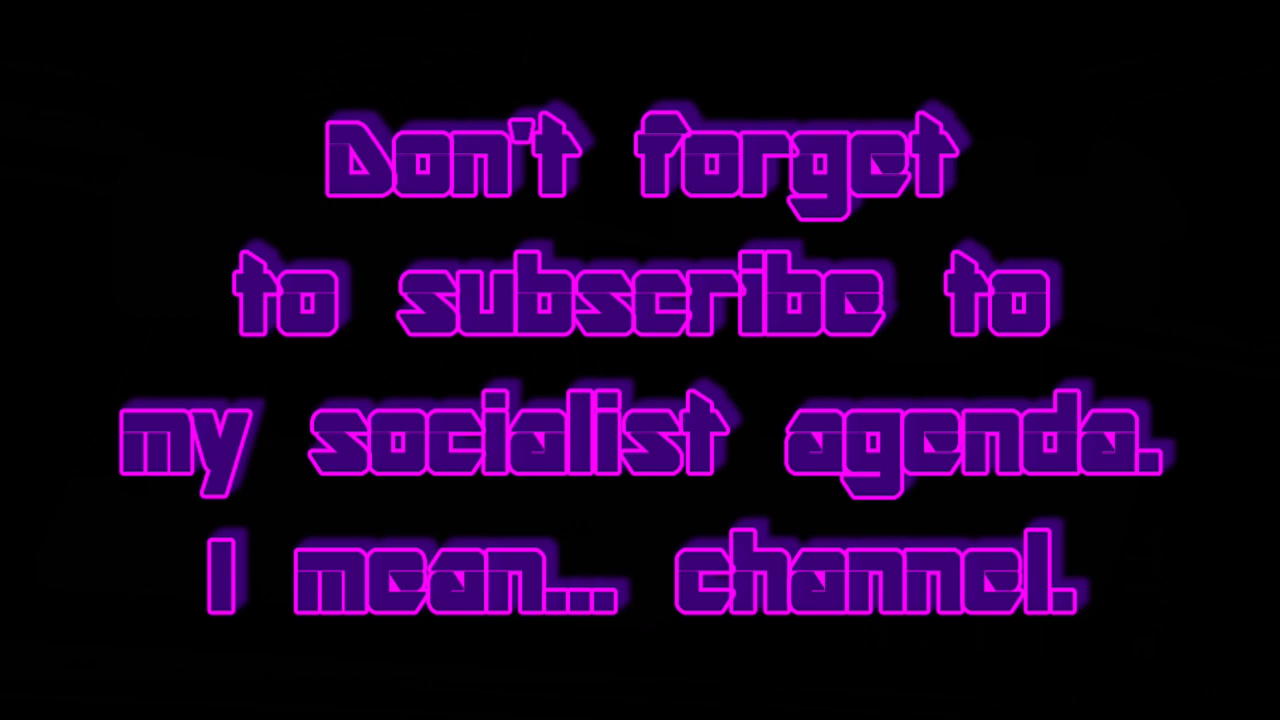 Don't forget
to subscribe to
my socialist agenda.
I mean... channel.